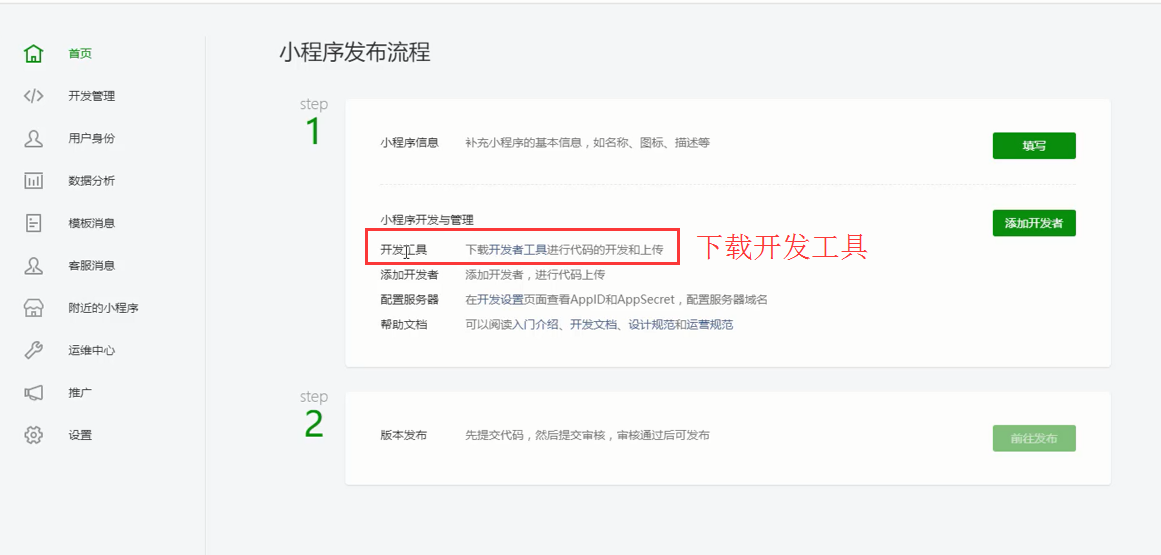 首页
开发管理
用户身份
数据分析
模板消息
客服消息
附近的小程序
运维中心
推广
设置
小程序发布流程
step
1
小程序信息 补充小程序的基本信息，如名称、图标、描述等 填写
小程序开发与管理 添加开发者
开发工具 下载开发者工具进行代码的开发和上传 下载开发工具
添加开发者 添加开发者，进行代码上传
配置服务器 在开发设置页面查看AppID和AppSecret，配置服务器域名
帮助文档 可以阅读入门介绍、开发文档、设计规范和运营规范
step
2
版本发布 先提交代码，然后提交审核，审核通过后可发布 前往发布